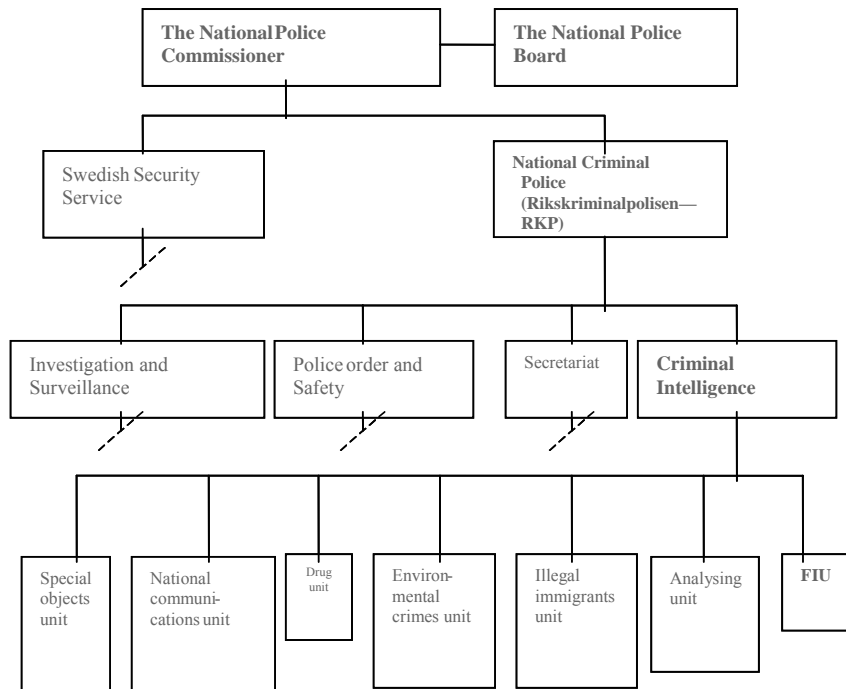 The National Police
Commissioner
The National Police
Board
Swedish Security
Service
National Criminal
Police
(Rikskriminalpolisen—
RKP)
Investigation and
Surveillance
Police order and
Safety
Secretariat
Criminal
Intelligence
Special
objects
unit
National
communi-
cations unit
Drug
unit
Environ-
mental
crimes unit
Illegal
immigrants
unit
Analysing
unit
FIU